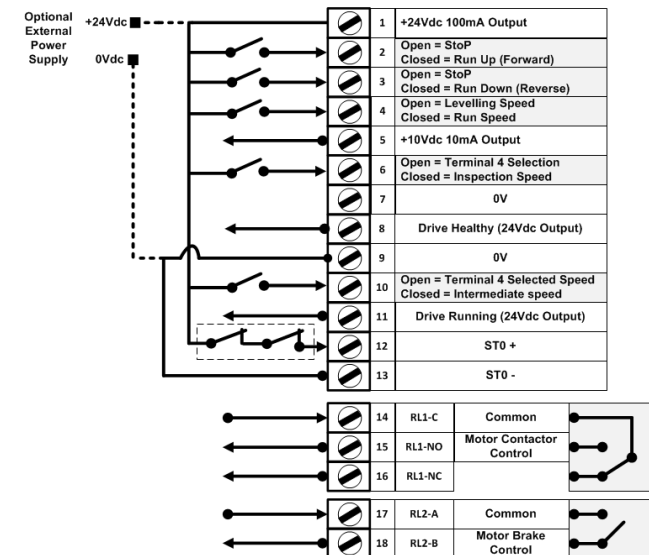 Optional
External
Power
Supply
+24Vdc
0Vdc
1 +24Vdc 100mA Output
2 Open = StoP
Closed = Run Up (Forward)
3 Open = StoP
Closed = Run Down (Reverse)
4 Open = Levelling Speed
Closed = Run Speed
5 +10Vdc 10mA Output
6 Open = Terminal 4 Selection
Closed = Inspection Speed
7 0V
8 Drive Healthy (24Vdc Output)
9 0V
10 Open = Terminal 4 Selected Speed
Closed = Intermediate speed
11 Drive Running (24Vdc Output)
12 ST0 +
13 ST0 -
14 RL1-C Common
15 RL1-NO Motor Contactor
Control
16 RL1-NC
17 RL2-A Common
18 RL2-B Motor Brake
Control